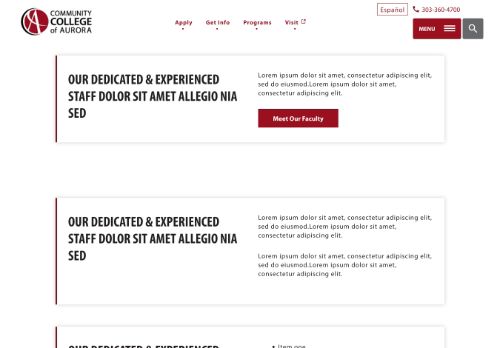 COMMUNITY
COLLEGE
of AURORA
Apply
Get Info
Programs
Visit
Español
303-360-4700
MENU
OUR DEDICATED & EXPERIENCED
STAFF DOLOR SIT AMET ALLEGIO NIA
SED
Lorem ipsum dolor sit amet, consectetur adipiscing elit,
sed do eiusmod.Lorem ipsum dolor sit amet,
consectetur adipiscing elit.
Meet Our Faculty
OUR DEDICATED & EXPERIENCED
STAFF DOLOR SIT AMET ALLEGIO NIA
SED
Lorem ipsum dolor sit amet, consectetur adipiscing elit,
sed do eiusmod.Lorem ipsum dolor sit amet,
consectetur adipiscing elit.
Lorem ipsum dolor sit amet, consectetur adipiscing elit,
sed do eiusmod.Lorem ipsum dolor sit amet,
consectetur adipiscing elit.
OUR DEDICATED & EXPERIENCED
Item one